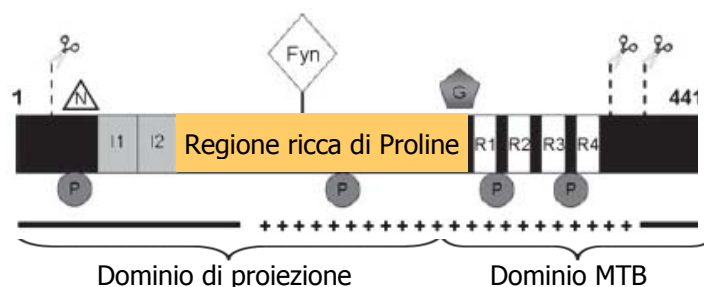 Fyn
1 N G 441
I1 I2 Regione ricca di Proline R1 R2 R3 R4
P P P P
+ + + + + + + + + + + + + + + + + +
Dominio di proiezione Dominio MTB